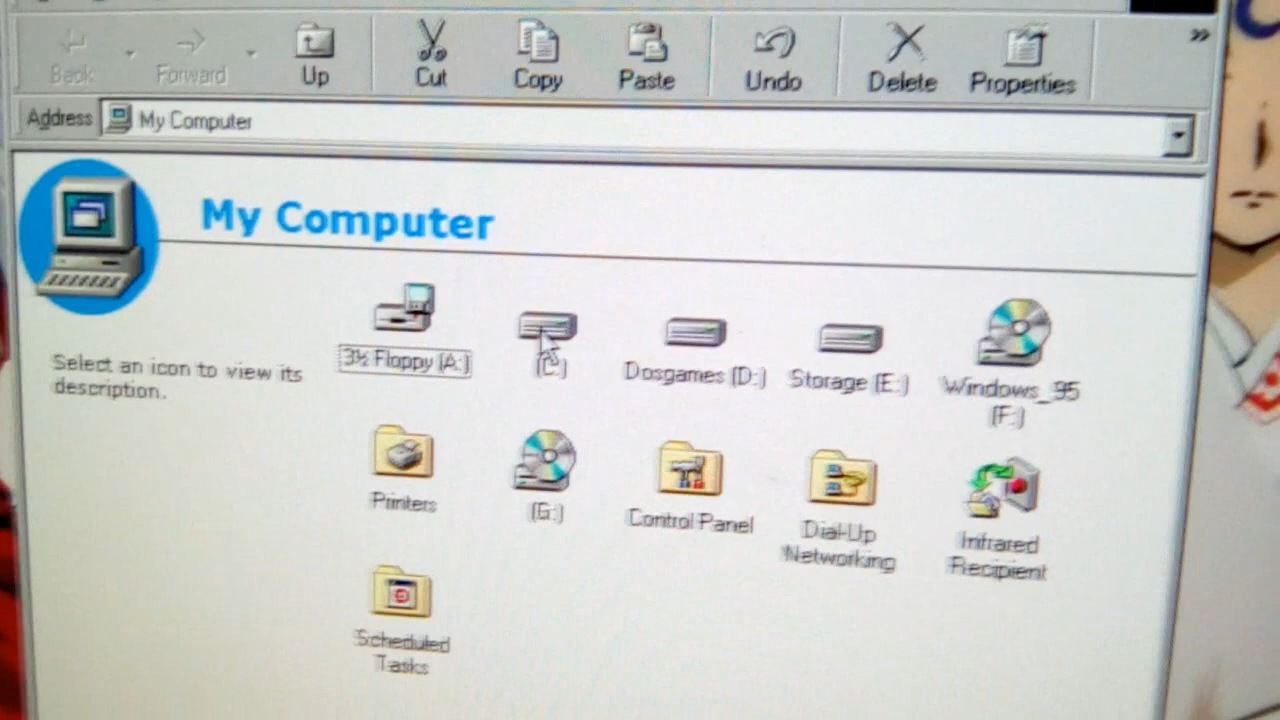 Back
Forward
Up
Cut
Copy
Paste
Undo
Delete
Properties
»
Address
My Computer
My Computer
Select an icon to view its
description.
3½ Floppy (A:)
(C:)
Dosgames (D:)
Storage (E:)
Windows_95
(F:)
Printers
(G:)
Control Panel
Dial-Up
Networking
Infrared
Recipient
Scheduled
Tasks